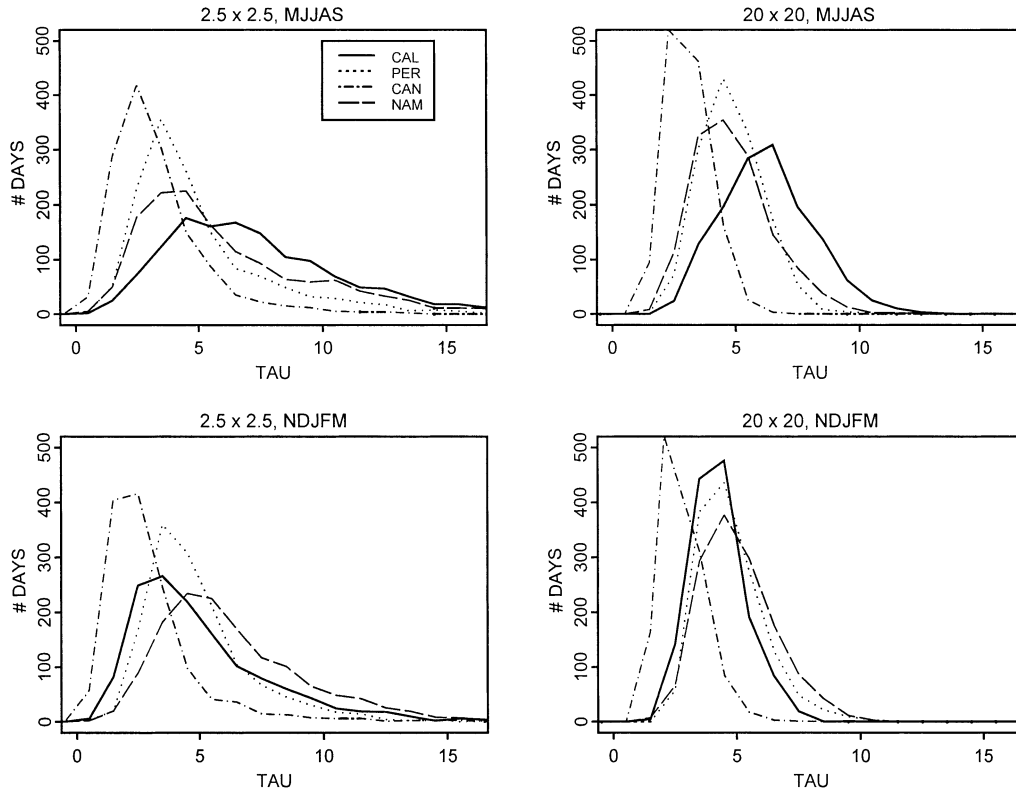 2.5 x 2.5, MJJAS
500
400
300
200
100
0
# DAYS
0 5 10 15
TAU
CAL
PER
CAN
NAM
20 x 20, MJJAS
500
400
300
200
100
0
# DAYS
0 5 10 15
TAU
2.5 x 2.5, NDJFM
500
400
300
200
100
0
# DAYS
0 5 10 15
TAU
20 x 20, NDJFM
500
400
300
200
100
0
# DAYS
0 5 10 15
TAU